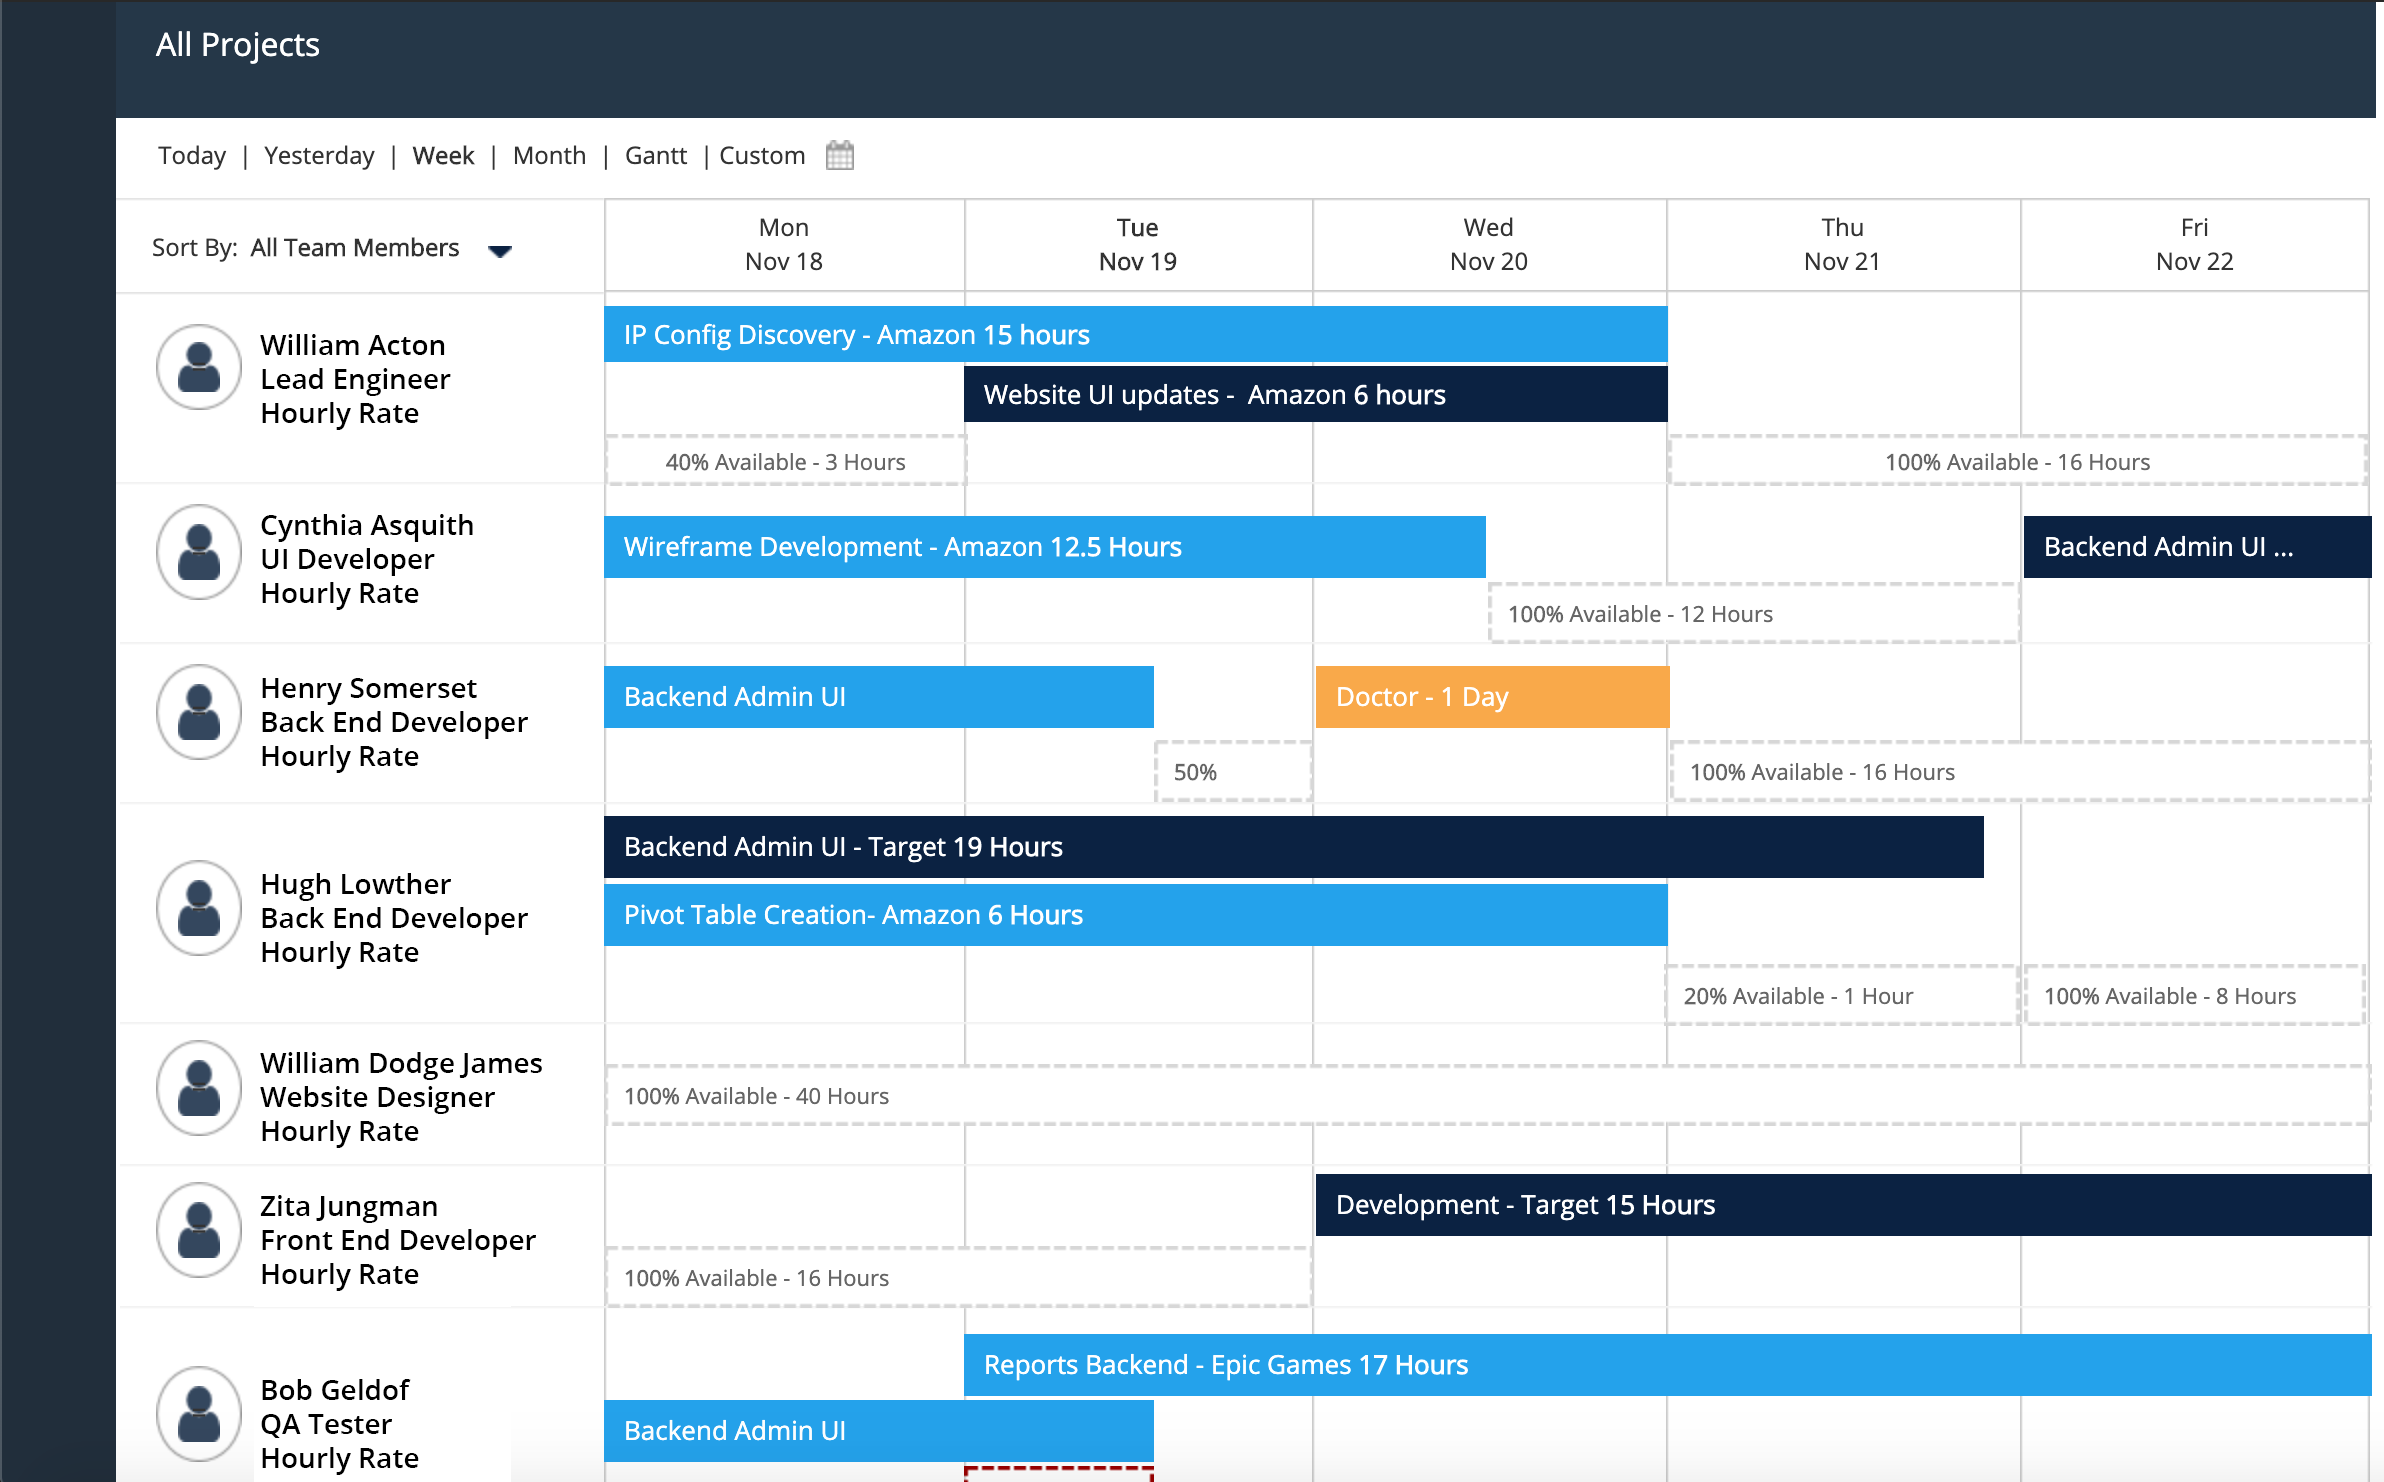 All Projects
Today | Yesterday | Week | Month | Gantt | Custom
Sort By: All Team Members
Mon
Nov 18
Tue
Nov 19
Wed
Nov 20
Thu
Nov 21
Fri
Nov 22
William Acton
Lead Engineer
Hourly Rate
IP Config Discovery - Amazon 15 hours
Website UI updates - Amazon 6 hours
40% Available - 3 Hours
100% Available - 16 Hours
Cynthia Asquith
UI Developer
Hourly Rate
Wireframe Development - Amazon 12.5 Hours
Backend Admin UI ...
100% Available - 12 Hours
Henry Somerset
Back End Developer
Hourly Rate
Backend Admin UI
Doctor - 1 Day
50%
100% Available - 16 Hours
Hugh Lowther
Back End Developer
Hourly Rate
Backend Admin UI - Target 19 Hours
Pivot Table Creation- Amazon 6 Hours
20% Available - 1 Hour
100% Available - 8 Hours
William Dodge James
Website Designer
Hourly Rate
100% Available - 40 Hours
Zita Jungman
Front End Developer
Hourly Rate
Development - Target 15 Hours
100% Available - 16 Hours
Bob Geldof
QA Tester
Hourly Rate
Reports Backend - Epic Games 17 Hours
Backend Admin UI